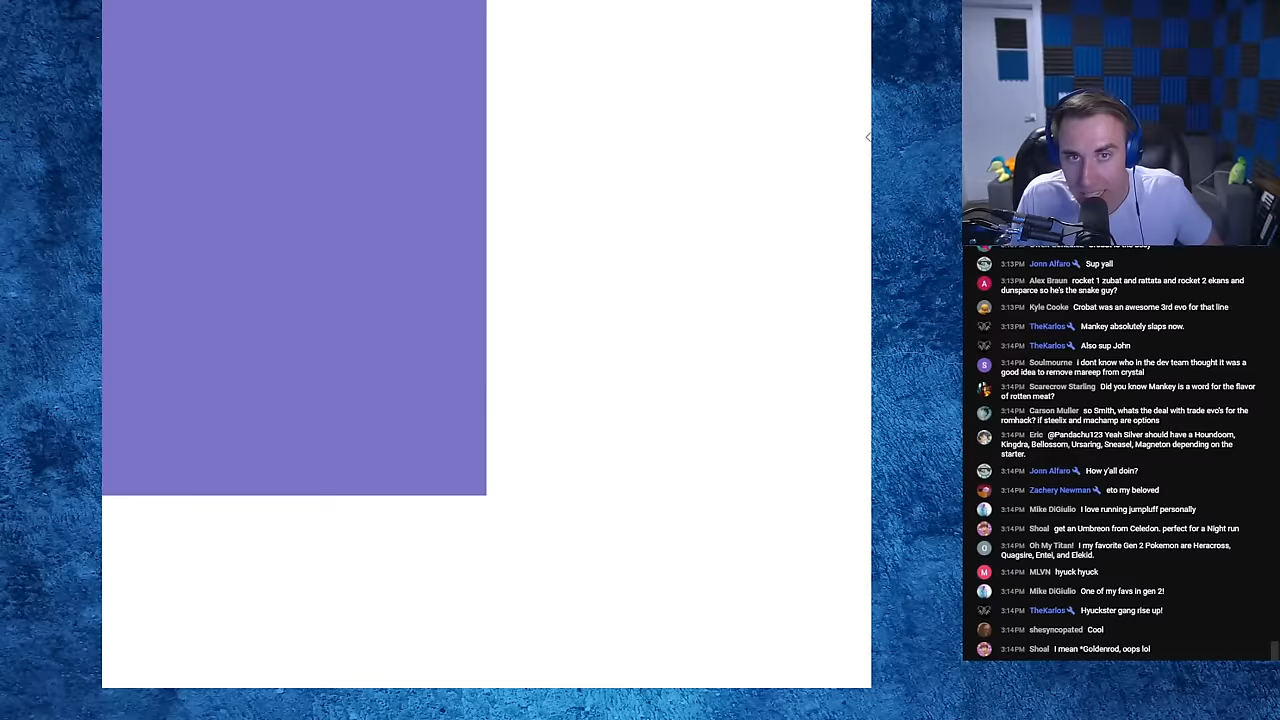 3:13PM Jonn Alfaro Sup yall
3:13PM Alex Braun rocket 1 zubat and rattata and rocket 2 ekans and
dunsparce so he's the snake guy?
3:13PM Kyle Cooke Crobat was an awesome 3rd evo for that line
3:13PM TheKarlos Mankey absolutely slaps now.
3:14PM TheKarlos Also sup John
3:14PM Soulmourne i dont know who in the dev team thought it was a
good idea to remove mareep from crystal
3:14PM Scarecrow Starling Did you know Mankey is a word for the flavor
of rotten meat?
3:14PM Carson Muller so Smith, whats the deal with trade evo's for the
romhack? if steelix and machamp are options
3:14PM Eric @Pandachu123 Yeah Silver should have a Houndoom,
Kingdra, Bellossom, Ursaring, Sneasel, Magneton depending on the
starter.
3:14PM Jonn Alfaro How y'all doin?
3:14PM Zachery Newman eto my beloved
3:14PM Mike DiGiulio I love running jumpluff personally
3:14PM Shoal get an Umbreon from Celedon. perfect for a Night run
3:14PM Oh My Titan! I my favorite Gen 2 Pokemon are Heracross,
Quagsire, Entei, and Elekid.
3:14PM MLVN hyuck hyuck
3:14PM Mike DiGiulio One of my favs in gen 2!
3:14PM TheKarlos Hyuckster gang rise up!
3:14PM shesyncopated Cool
3:14PM Shoal I mean *Goldenrod, oops lol